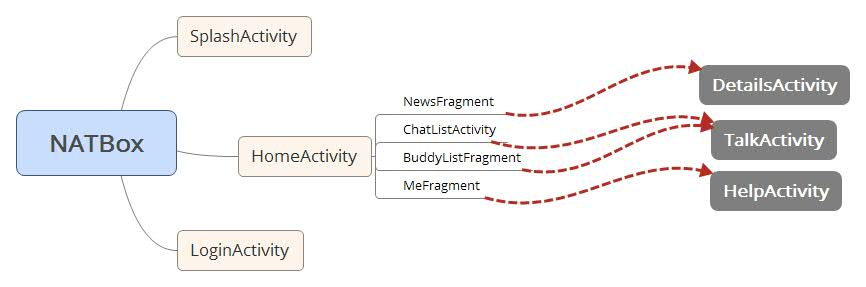 SplashActivity
NATBox
HomeActivity
LoginActivity
NewsFragment
ChatListActivity
BuddyListFragment
MeFragment
DetailsActivity
TalkActivity
HelpActivity